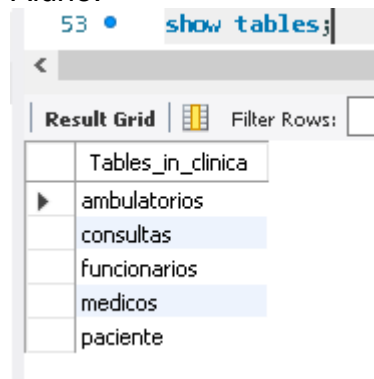 53 show tables;
Result Grid Filter Rows:
Tables_in_clinica
ambulatorios
consultas
funcionarios
medicos
paciente